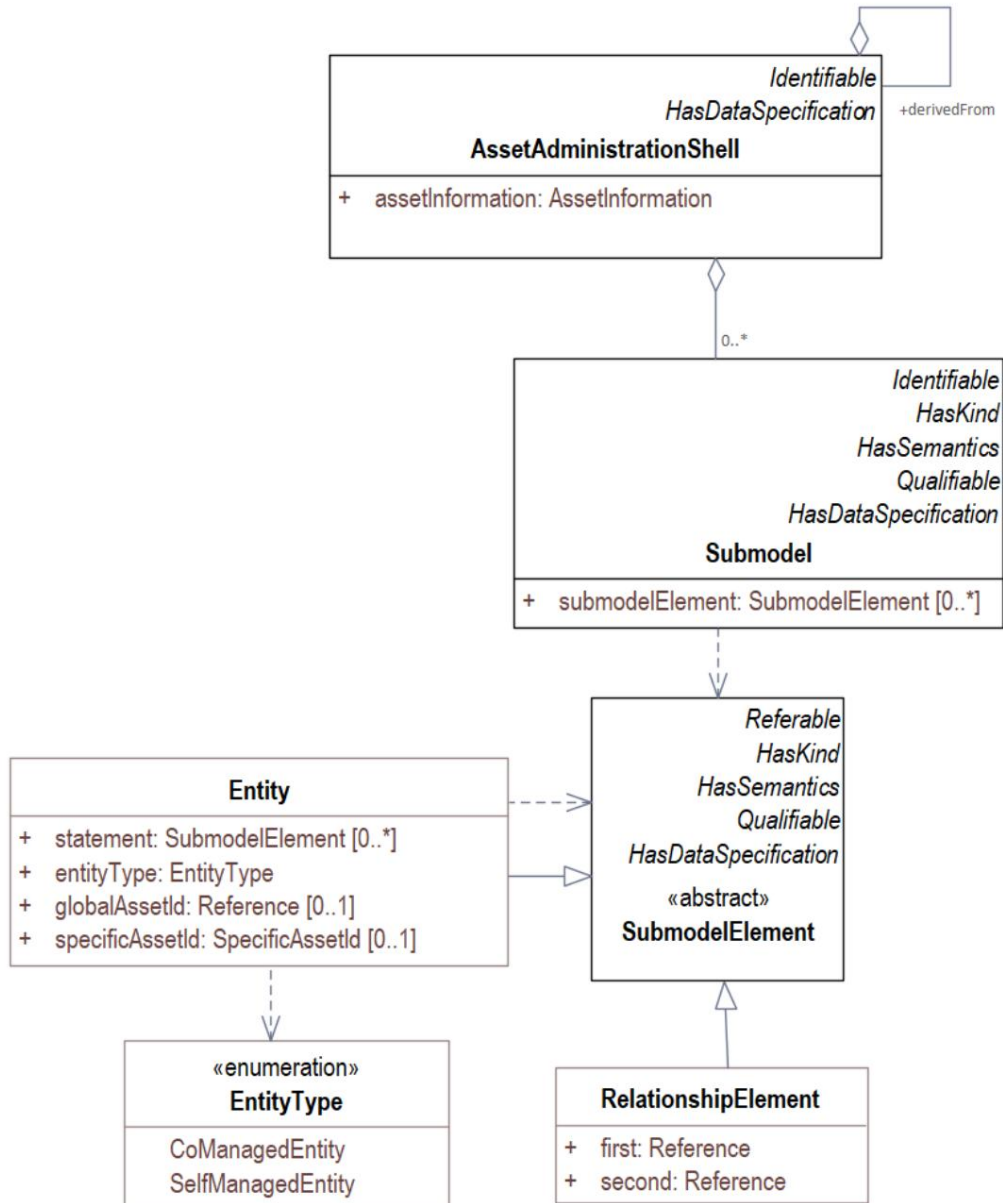 Identifiable
HasDataSpecification
+derivedFrom
AssetAdministrationShell
+ assetInformation: AssetInformation
0..*
Identifiable
HasKind
HasSemantics
Qualifiable
HasDataSpecification
Submodel
+ submodelElement: SubmodelElement [0..*]
Referable
HasKind
HasSemantics
Qualifiable
HasDataSpecification
«abstract»
SubmodelElement
Entity
+ statement: SubmodelElement [0..*]
+ entityType: EntityType
+ globalAssetId: Reference [0..1]
+ specificAssetId: SpecificAssetId [0..1]
«enumeration»
EntityType
CoManagedEntity
SelfManagedEntity
RelationshipElement
+ first: Reference
+ second: Reference